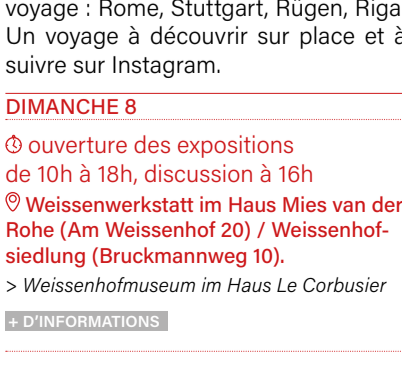 voyage : Rome, Stuttgart, Rügen, Riga
Un voyage à découvrir sur place et à
suivre sur Instagram.
DIMANCHE 8
ouverture des expositions
de 10h à 18h, discussion à 16h
Weissenwerkstatt im Haus Mies van der
Rohe (Am Weissenhof 20) / Weissenhof-
siedlung (Bruckmannweg 10).
> Weissenhofmuseum im Haus Le Corbusier
+ D'INFORMATIONS